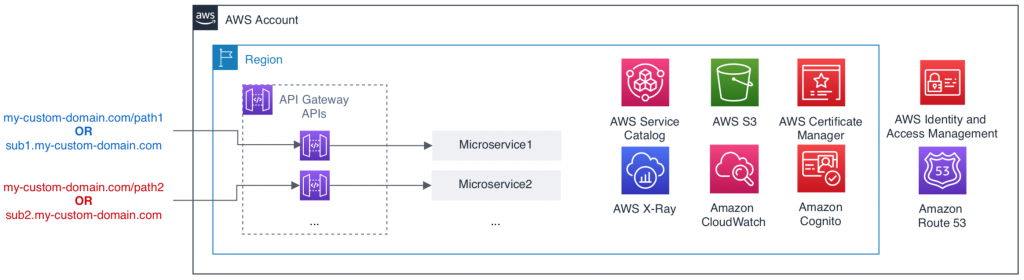 aws
AWS Account
Region
API Gateway
APIs
my-custom-domain.com/path1
OR
sub1.my-custom-domain.com
Microservice1
my-custom-domain.com/path2
OR
sub2.my-custom-domain.com
Microservice2
...
...
AWS Service
Catalog
AWS S3
AWS Certificate
Manager
AWS Identity and
Access Management
AWS X-Ray
Amazon
CloudWatch
Amazon
Cognito
53
Amazon
Route 53